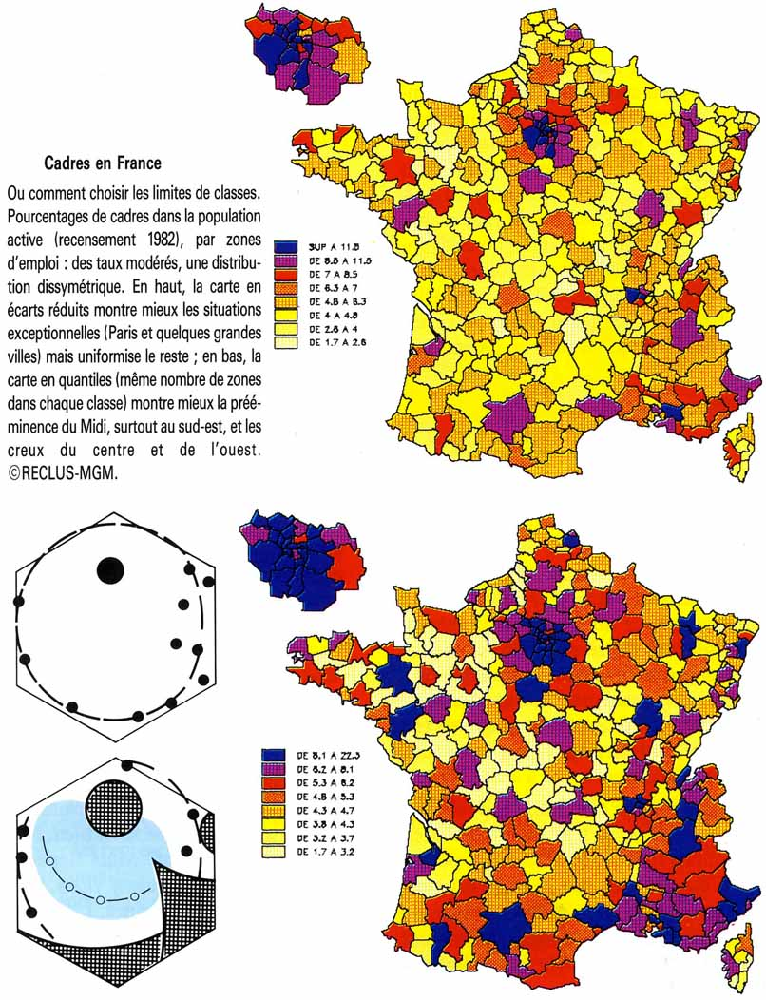 Cadres en France
Ou comment choisir les limites de classes.
Pourcentages de cadres dans la population
active (recensement 1982), par zones
d'emploi : des taux modérés, une distribu-
tion dissymétrique. En haut, la carte en
écarts réduits montre mieux les situations
exceptionnelles (Paris et quelques grandes
villes) mais uniformise le reste ; en bas, la
carte en quantiles (même nombre de zones
dans chaque classe) montre mieux la préé-
minence du Midi, surtout au sud-est, et les
creux du centre et de l'ouest.
©RECLUS-MGM.
SUP A 11.5
DE 8.5 A 11.5
DE 7 A 8.5
DE 6.3 A 7
DE 4.8 A 6.3
DE 4 A 4.8
DE 2.6 A 4
DE 1.7 A 2.6
DE 8.1 A 22.3
DE 6.2 A 8.1
DE 5.3 A 6.2
DE 4.8 A 5.3
DE 4.3 A 4.7
DE 3.8 A 4.3
DE 3.2 A 3.7
DE 1.7 A 3.2